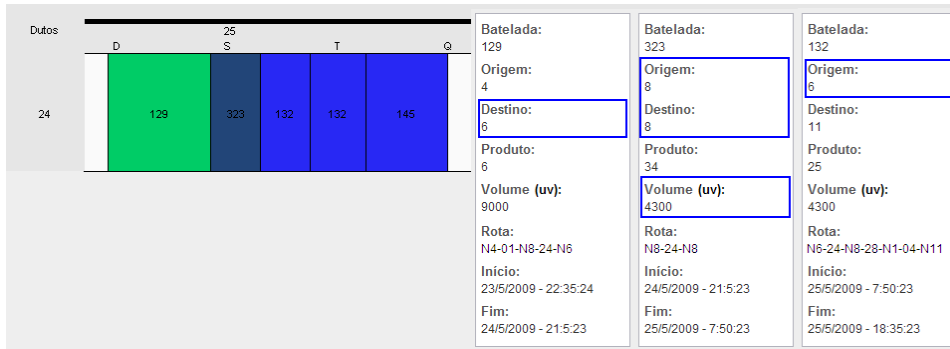 Dutos
25
D S T Q
24
129 323 132 132 145
Batelada:
129
Origem:
4
Destino:
6
Produto:
6
Volume (uv):
9000
Rota:
N4-01-N8-24-N6
Início:
23/5/2009 - 22:35:24
Fim:
24/5/2009 - 21:5:23
Batelada:
323
Origem:
8
Destino:
8
Produto:
34
Volume (uv):
4300
Rota:
N8-24-N8
Início:
24/5/2009 - 21:5:23
Fim:
25/5/2009 - 7:50:23
Batelada:
132
Origem:
6
Destino:
11
Produto:
25
Volume (uv):
4300
Rota:
N6-24-N8-28-N1-04-N11
Início:
25/5/2009 - 7:50:23
Fim:
25/5/2009 - 18:35:23